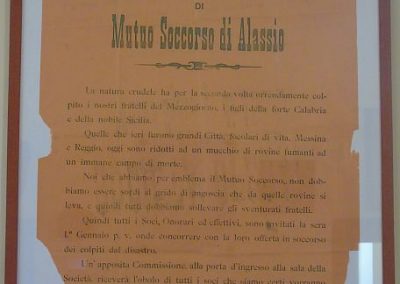 DI
Mutuo Soccorso di Alassio
La natura crudele ha per la seconda volta orrendamente col-
pito i nostri fratelli del Mezzogiorno, i figli della forte Calabria
e della nobile Sicilia.
Quelle che ieri furono grandi Città, focolari di vita, Messina
e Reggio, oggi sono ridotti ad un mucchio di rovine fumanti ad
un immane campo di morte.
Noi che abbiamo per emblema il Mutuo Soccorso, non dob-
biamo essere sordi al grido di angoscia che da quelle rovine si
leva, e quindi tutti dobbiamo sollevare gli sventurati fratelli.
Quindi tutti i Soci, Onorari ed effettivi, sono invitati la sera
1.° Gennaio p. v. onde concorrere con la loro offerta in soccorso
dei colpiti dal disastro.
Un'apposita Commissione, alla porta d'ingresso alla sala della
Società, riceverà l'obolo di tutti i soci che siamo certi vorranno